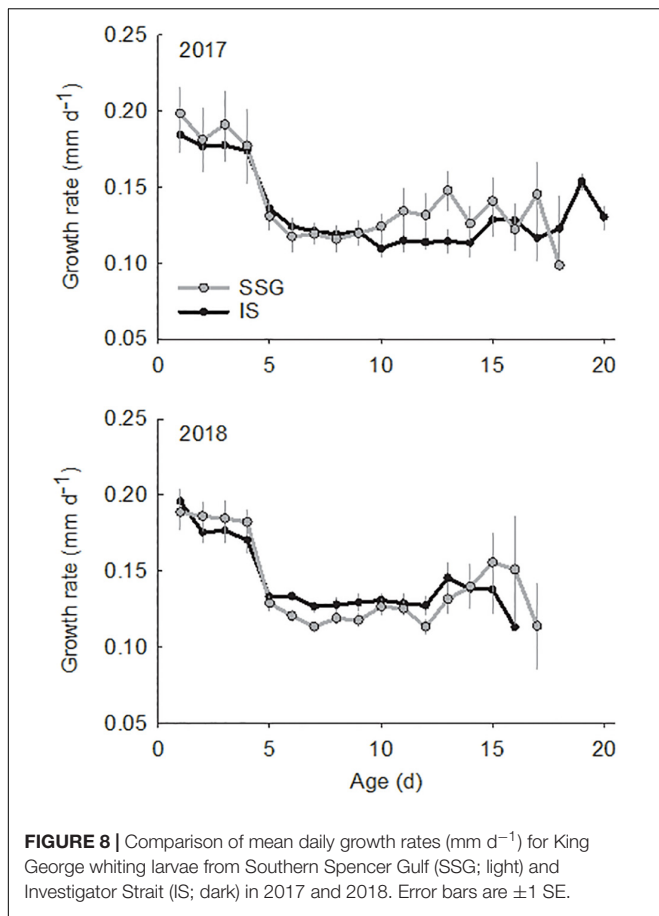 0.25
2017
0.20
0.15
0.10
0.05
Growth rate (mm d⁻¹)
SSG
IS
0 5 10 15 20
0.25
2018
0.20
0.15
0.10
0.05
Growth rate (mm d⁻¹)
0 5 10 15 20
Age (d)
FIGURE 8 | Comparison of mean daily growth rates (mm d⁻¹) for King
George whiting larvae from Southern Spencer Gulf (SSG; light) and
Investigator Strait (IS; dark) in 2017 and 2018. Error bars are ±1 SE.